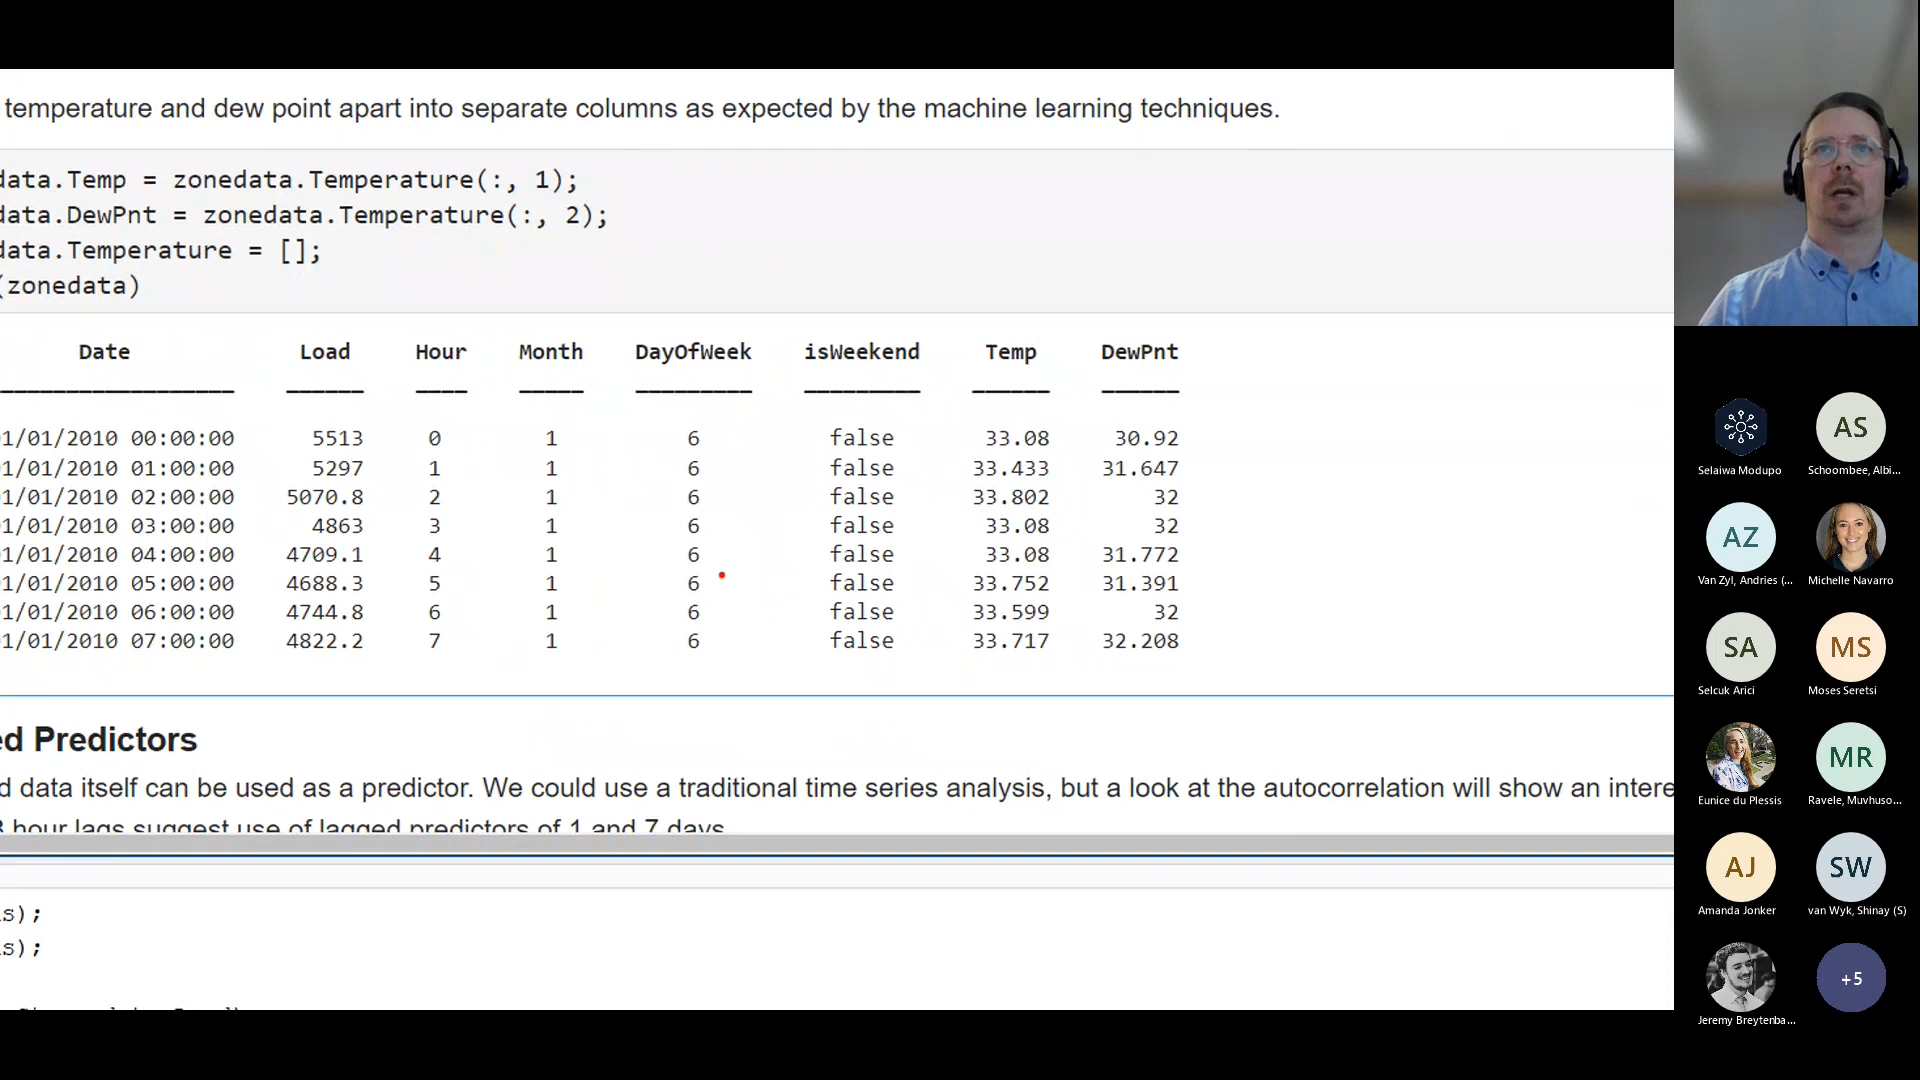 temperature and dew point apart into separate columns as expected by the machine learning techniques.
data.Temp = zonedata.Temperature(:, 1);
data.DewPnt = zonedata.Temperature(:, 2);
data.Temperature = [];
(zonedata)
Date Load Hour Month DayOfWeek isWeekend Temp DewPnt
1/01/2010 00:00:00 5513 0 1 6 false 33.08 30.92
1/01/2010 01:00:00 5297 1 1 6 false 33.433 31.647
1/01/2010 02:00:00 5070.8 2 1 6 false 33.802 32
1/01/2010 03:00:00 4863 3 1 6 false 33.08 32
1/01/2010 04:00:00 4709.1 4 1 6 false 33.08 31.772
1/01/2010 05:00:00 4688.3 5 1 6 false 33.752 31.391
1/01/2010 06:00:00 4744.8 6 1 6 false 33.599 32
1/01/2010 07:00:00 4822.2 7 1 6 false 33.717 32.208
ed Predictors
d data itself can be used as a predictor. We could use a traditional time series analysis, but a look at the autocorrelation will show an intere
hour lags suggest use of lagged predictors of 1 and 7 days
s);
s);
Selaiwa Modupo
AS
Schoombee, Albi...
AZ
Van Zyl, Andries (...
Michelle Navarro
SA
Selcuk Arici
MS
Moses Seretsi
Eunice du Plessis
MR
Ravele, Muvhuso...
AJ
Amanda Jonker
SW
van Wyk, Shinay (S)
Jeremy Breytenba...
+5